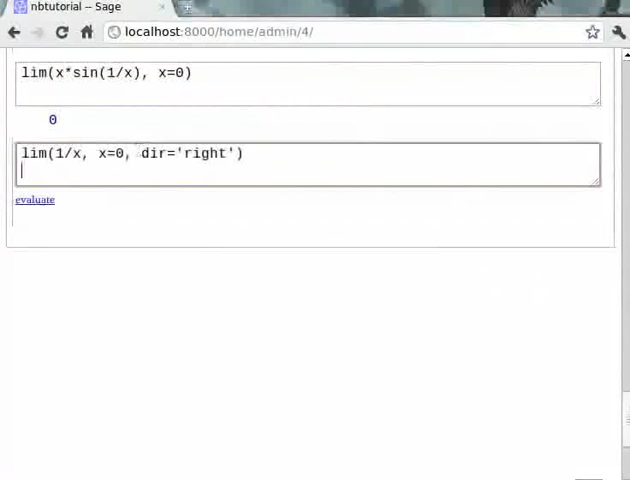 nbtutorial -- Sage
localhost:8000/home/admin/4/
lim(x*sin(1/x), x=0)
0
lim(1/x, x=0, dir='right')
evaluate